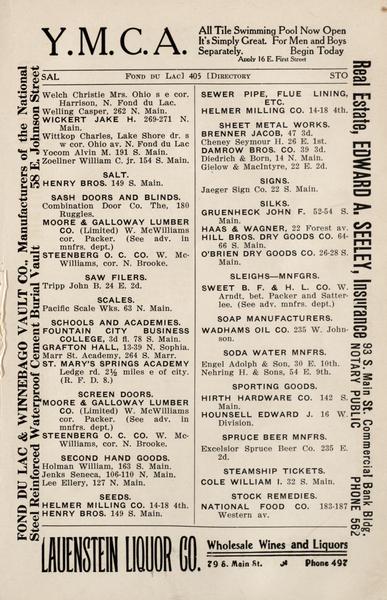 Y.M.C.A.
All Tile Swimming Pool Now Open
It's Simply Great. For Men and Boys
Separately. Begin Today
Apply 16 E. First Street
SAL FOND DU LAC] 405 [DIRECTORY STO
Welch Christie Mrs. Ohio s e cor.
Harrison, N. Fond du Lac.
Welling Casper, 262 N. Main.
WICKERT JAKE H. 269-271 N.
Main.
Wittkop Charles, Lake Shore dr. s
w cor. Ohio av. N. Fond du Lac
Yocom Alvin M. 191 S. Main.
Zoellner William C. jr. 154 S. Main.
SALT.
HENRY BROS. 149 S. Main.
SASH DOORS AND BLINDS.
Combination Door Co. The, 180
Ruggles.
MOORE & GALLOWAY LUMBER
CO. (Limited) W. McWilliams
cor. Packer. (See adv. in
mnfrs. dept.)
STEENBERG O. C. CO. W. Mc-
Williams, cor. N. Brooke.
SAW FILERS.
Tripp John B. 24 E. 2d.
SCALES.
Pacific Scale Wks. 63 N. Main.
SCHOOLS AND ACADEMIES.
FOUNTAIN CITY BUSINESS
COLLEGE, 3d fl. 78 S. Main.
GRAFTON HALL, 13-39 N. Sophia.
Marr St. Academy, 264 S. Marr.
ST. MARY'S SPRINGS ACADEMY
Ledge rd. 2½ miles e of city.
(R. F. D. 8.)
SCREEN DOORS.
MOORE & GALLOWAY LUMBER
CO. (Limited) W. McWilliams
cor. Packer. (See adv. in
mnfrs. dept.)
STEENBERG O. C. CO. W. Mc-
Williams, cor. N. Brooke.
SECOND HAND GOODS.
Holman William, 163 S. Main.
Jenks Seneca, 106-110 N. Main.
Lee Ellery, 127 N. Main.
SEEDS.
HELMER MILLING CO. 14-18 4th.
HENRY BROS. 149 S. Main.
SEWER PIPE, FLUE LINING,
ETC.
HELMER MILLING CO. 14-18 4th.
SHEET METAL WORKS.
BRENNER JACOB, 47 3d.
Cheney Seymour H. 26 E. 1st.
DAMROW BROS. CO. 39 3d.
Diedrich & Born, 14 N. Main.
Gielow & MacIntyre, 22 E. 2d.
SIGNS.
Jaeger Sign Co. 22 S. Main.
SILKS.
GRUENHECK JOHN F. 52-54 S.
Main.
HAAS & WAGNER, 22 Forest av.
HILL BROS. DRY GOODS CO. 64-
66 S. Main.
O'BRIEN DRY GOODS CO. 26-28 S.
Main.
SLEIGHS—MNFGRS.
SWEET B. F. & H. L. CO. W.
Arndt, bet. Packer and Satter-
lee. (See adv. mnfrs. dept.)
SOAP MANUFACTURERS.
WADHAMS OIL CO. 235 W. John-
son.
SODA WATER MNFRS.
Engel Adolph & Son, 30 E. 10th.
Nehring H. & Sons, 54 E. 9th.
SPORTING GOODS.
HIRTH HARDWARE CO. 142 S.
Main.
HOUNSELL EDWARD J. 16 W.
Division.
SPRUCE BEER MNFRS.
Excelsior Spruce Beer Co. 235 E.
2d.
STEAMSHIP TICKETS.
COLE WILLIAM I. 32 S. Main.
STOCK REMEDIES.
NATIONAL FOOD CO. 183-187
Western av.
FOND DU LAC & WINNEBAGO VAULT CO., Manufacturers of the National
Steel Reinforced Waterproof Cement Burial Vault 58 E. Johnson Street
Real Estate, EDWARD A. SEELEY, Insurance
93 S. Main St. Commercial Bank Bldg.
NOTARY PUBLIC PHONE 562
LAUENSTEIN LIQUOR CO.
Wholesale Wines and Liquors
79 S. Main St. Phone 497